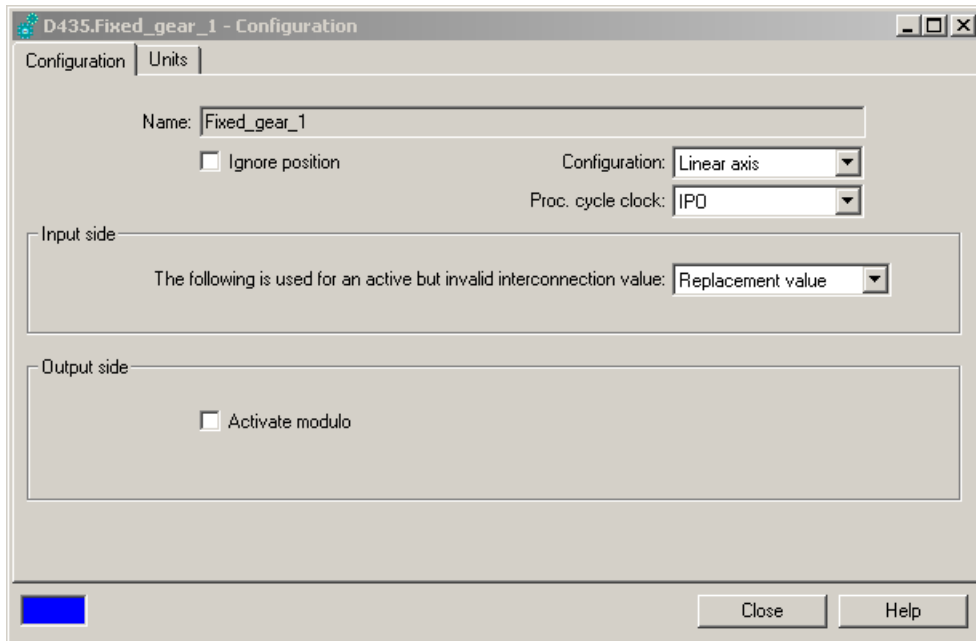 D435.Fixed_gear_1 - Configuration
Configuration Units
Name: Fixed_gear_1
Ignore position Configuration: Linear axis
Proc. cycle clock: IPO
Input side
The following is used for an active but invalid interconnection value: Replacement value
Output side
Activate modulo
Close Help